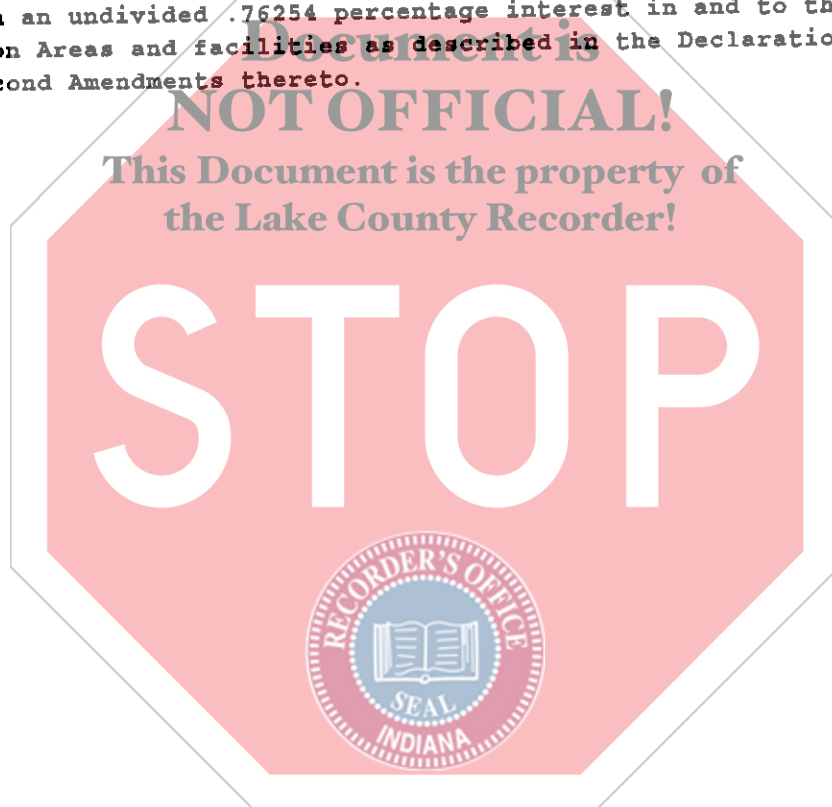 an undivided .76254 percentage interest in and to th
on Areas and facilities as described in the Declaratio
cond Amendments thereto.
Document is
NOT OFFICIAL!
This Document is the property of
the Lake County Recorder!
STOP
RECORDER'S OFFICE
SEAL
INDIANA